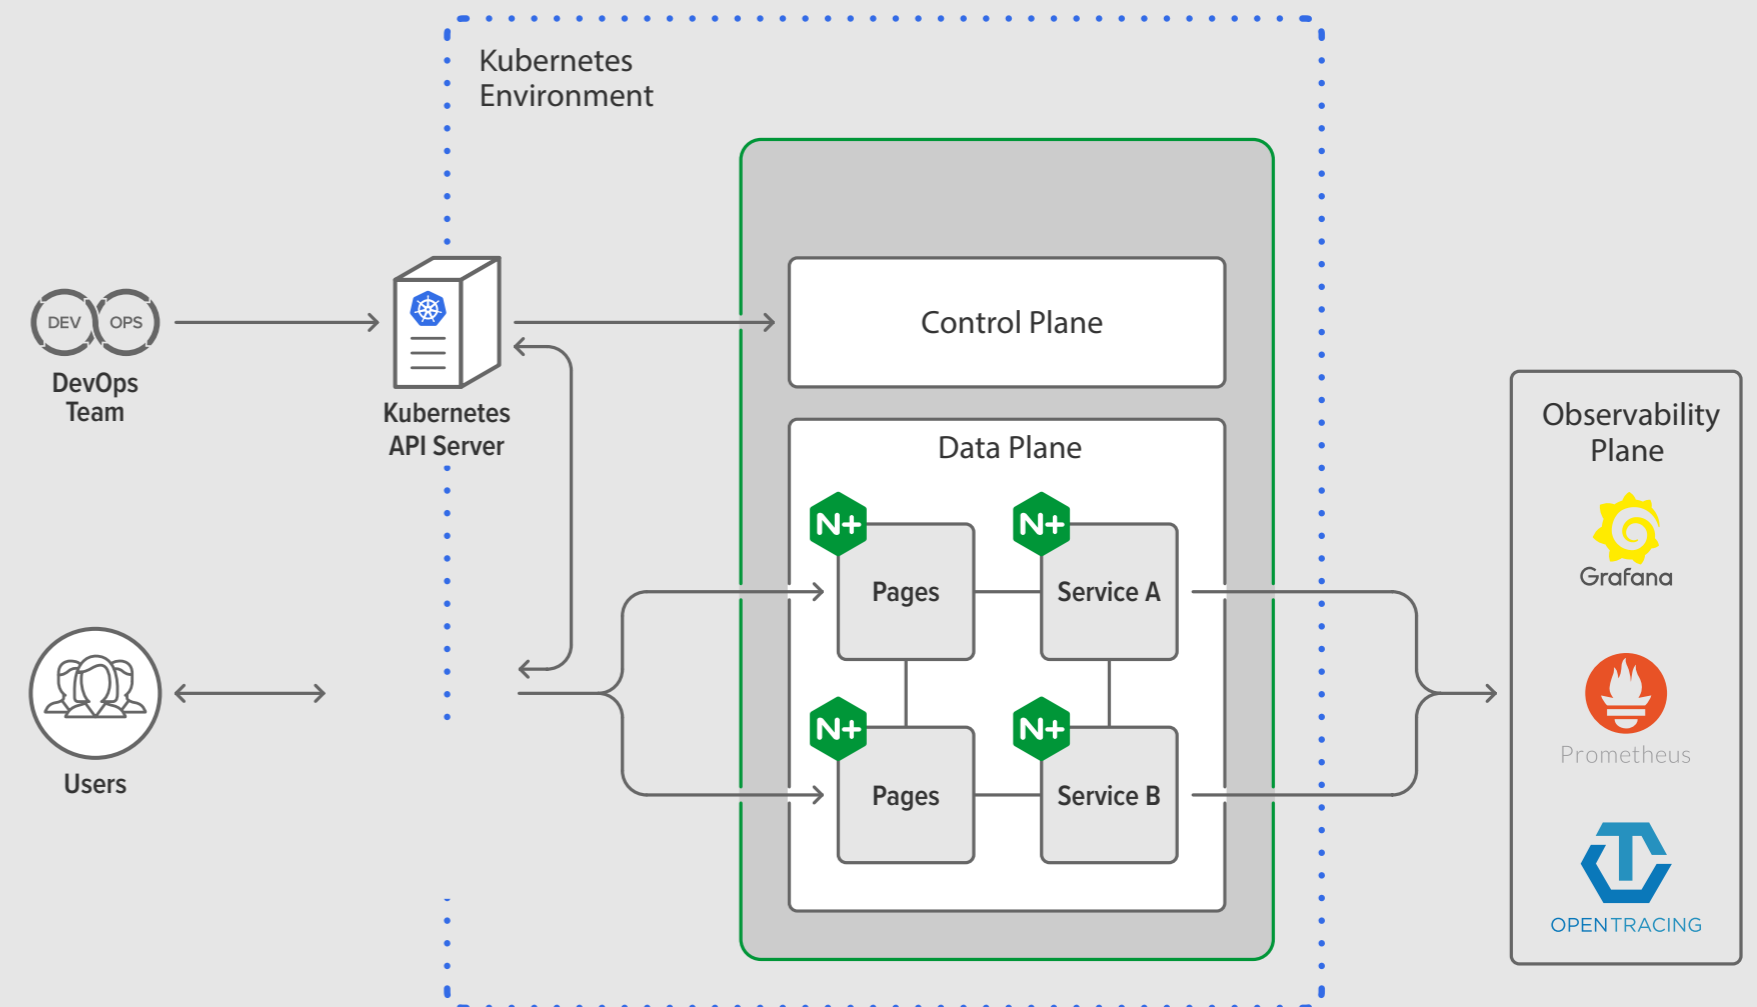 Kubernetes
Environment
DEV
OPS
DevOps
Team
Kubernetes
API Server
Control Plane
Data Plane
N+
N+
Pages
Service A
N+
N+
Pages
Service B
Users
Observability
Plane
Grafana
Prometheus
OPENTRACING